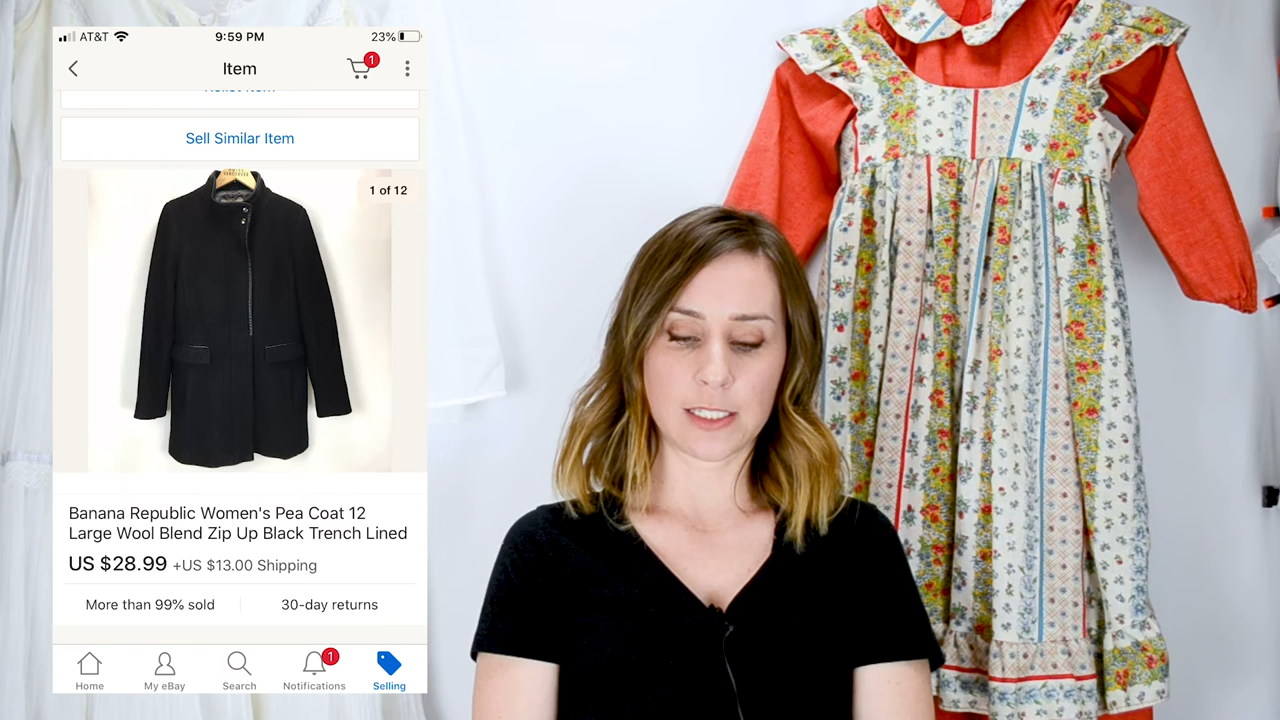 AT&T
9:59 PM
23%
Item
1
Sell Similar Item
1 of 12
Banana Republic Women's Pea Coat 12
Large Wool Blend Zip Up Black Trench Lined
US $28.99 +US $13.00 Shipping
More than 99% sold
30-day returns
1
Home
My eBay
Search
Notifications
Selling